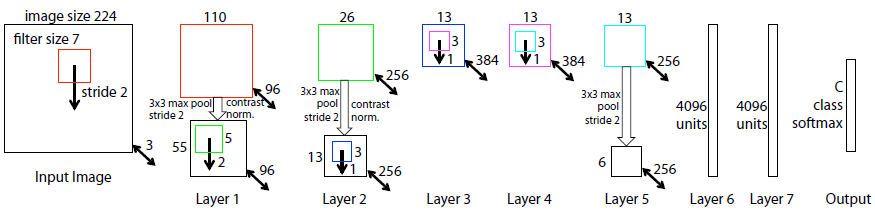 image size 224
filter size 7
stride 2
3
Input Image
110
96
3x3 max
pool
stride 2
contrast
norm.
55
5
2
96
Layer 1
26
256
3x3 max
pool
stride 2
contrast
norm.
13
3
1
256
Layer 2
13
3
1
384
Layer 3
13
3
1
384
Layer 4
13
256
3x3 max
pool
stride 2
6
256
Layer 5
4096
units
Layer 6
4096
units
Layer 7
C
class
softmax
Output